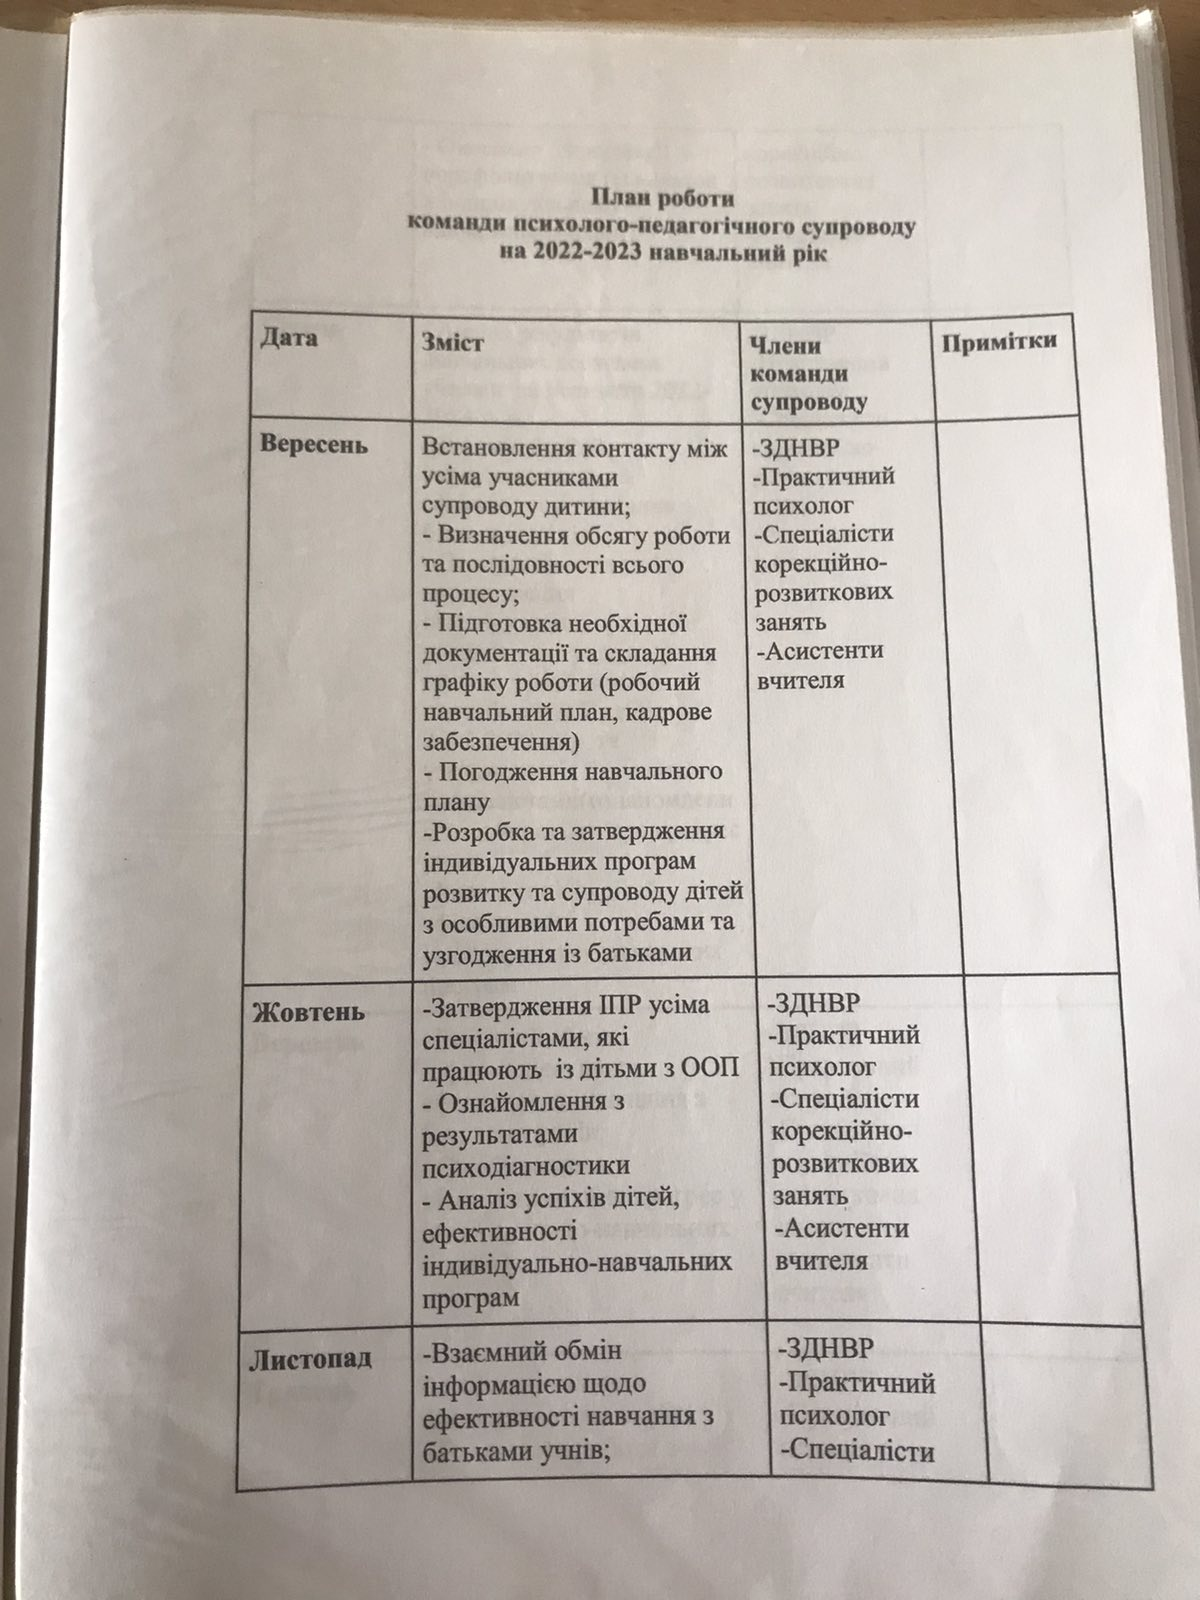 План роботи
команди психолого-педагогічного супроводу
на 2022-2023 навчальний рік
Дата
Зміст
Члени
команди
супроводу
Примітки
Вересень
Встановлення контакту між
усіма учасниками
супроводу дитини;
- Визначення обсягу роботи
та послідовності всього
процесу;
- Підготовка необхідної
документації та складання
графіку роботи (робочий
навчальний план, кадрове
забезпечення)
- Погодження навчального
плану
-Розробка та затвердження
індивідуальних програм
розвитку та супроводу дітей
з особливими потребами та
узгодження із батьками
-ЗДНВР
-Практичний
психолог
-Спеціалісти
корекційно-
розвиткових
занять
-Асистенти
вчителя
Жовтень
-Затвердження ІПР усіма
спеціалістами, які
працюють із дітьми з ООП
- Ознайомлення з
результатами
психодіагностики
- Аналіз успіхів дітей,
ефективності
індивідуально-навчальних
програм
-ЗДНВР
-Практичний
психолог
-Спеціалісти
корекційно-
розвиткових
занять
-Асистенти
вчителя
Листопад
-Взаємний обмін
інформацією щодо
ефективності навчання з
батьками учнів;
-ЗДНВР
-Практичний
психолог
-Спеціалісти